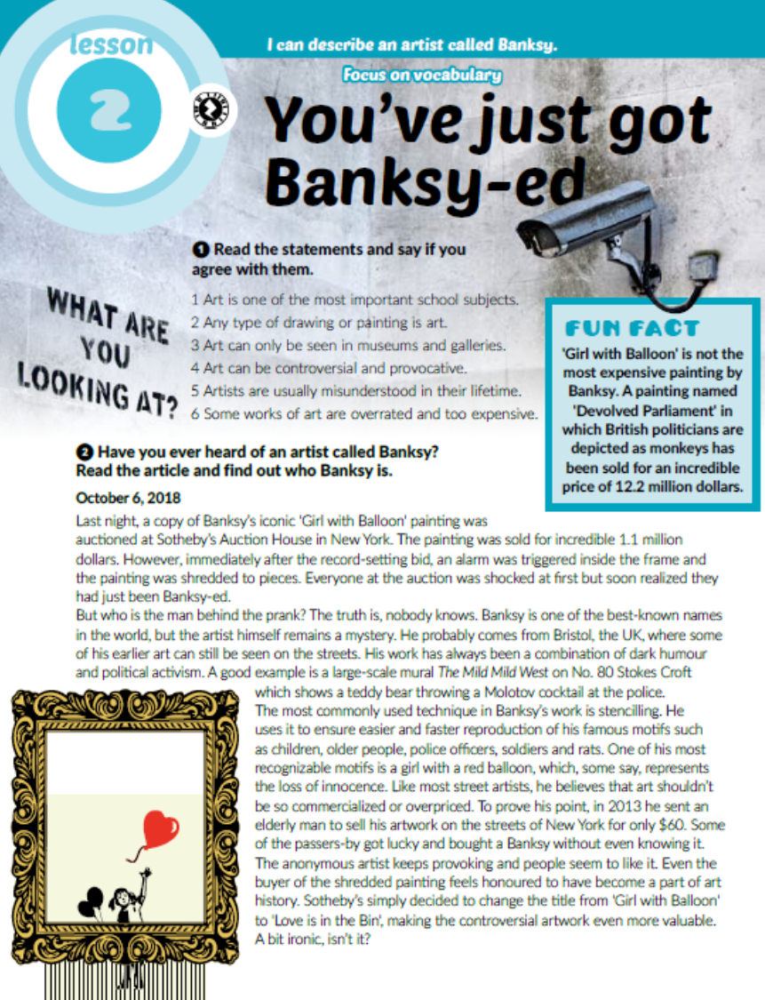 lesson
2
I can describe an artist called Banksy.
Focus on vocabulary
You've just got
Banksy-ed
1 Read the statements and say if you
agree with them.
1 Art is one of the most important school subjects.
2 Any type of drawing or painting is art.
3 Art can only be seen in museums and galleries.
4 Art can be controversial and provocative.
5 Artists are usually misunderstood in their lifetime.
6 Some works of art are overrated and too expensive.
WHAT ARE
YOU
LOOKING AT?
FUN FACT
'Girl with Balloon' is not the
most expensive painting by
Banksy. A painting named
'Devolved Parliament' in
which British politicians are
depicted as monkeys has
been sold for an incredible
price of 12.2 million dollars.
2 Have you ever heard of an artist called Banksy?
Read the article and find out who Banksy is.
October 6, 2018
Last night, a copy of Banksy's iconic 'Girl with Balloon' painting was
auctioned at Sotheby's Auction House in New York. The painting was sold for incredible 1.1 million
dollars. However, immediately after the record-setting bid, an alarm was triggered inside the frame and
the painting was shredded to pieces. Everyone at the auction was shocked at first but soon realized they
had just been Banksy-ed.
But who is the man behind the prank? The truth is, nobody knows. Banksy is one of the best-known names
in the world, but the artist himself remains a mystery. He probably comes from Bristol, the UK, where some
of his earlier art can still be seen on the streets. His work has always been a combination of dark humour
and political activism. A good example is a large-scale mural The Mild Mild West on No. 80 Stokes Croft
which shows a teddy bear throwing a Molotov cocktail at the police.
The most commonly used technique in Banksy's work is stencilling. He
uses it to ensure easier and faster reproduction of his famous motifs such
as children, older people, police officers, soldiers and rats. One of his most
recognizable motifs is a girl with a red balloon, which, some say, represents
the loss of innocence. Like most street artists, he believes that art shouldn't
be so commercialized or overpriced. To prove his point, in 2013 he sent an
elderly man to sell his artwork on the streets of New York for only $60. Some
of the passers-by got lucky and bought a Banksy without even knowing it.
The anonymous artist keeps provoking and people seem to like it. Even the
buyer of the shredded painting feels honoured to have become a part of art
history. Sotheby's simply decided to change the title from 'Girl with Balloon'
to 'Love is in the Bin', making the controversial artwork even more valuable.
A bit ironic, isn't it?